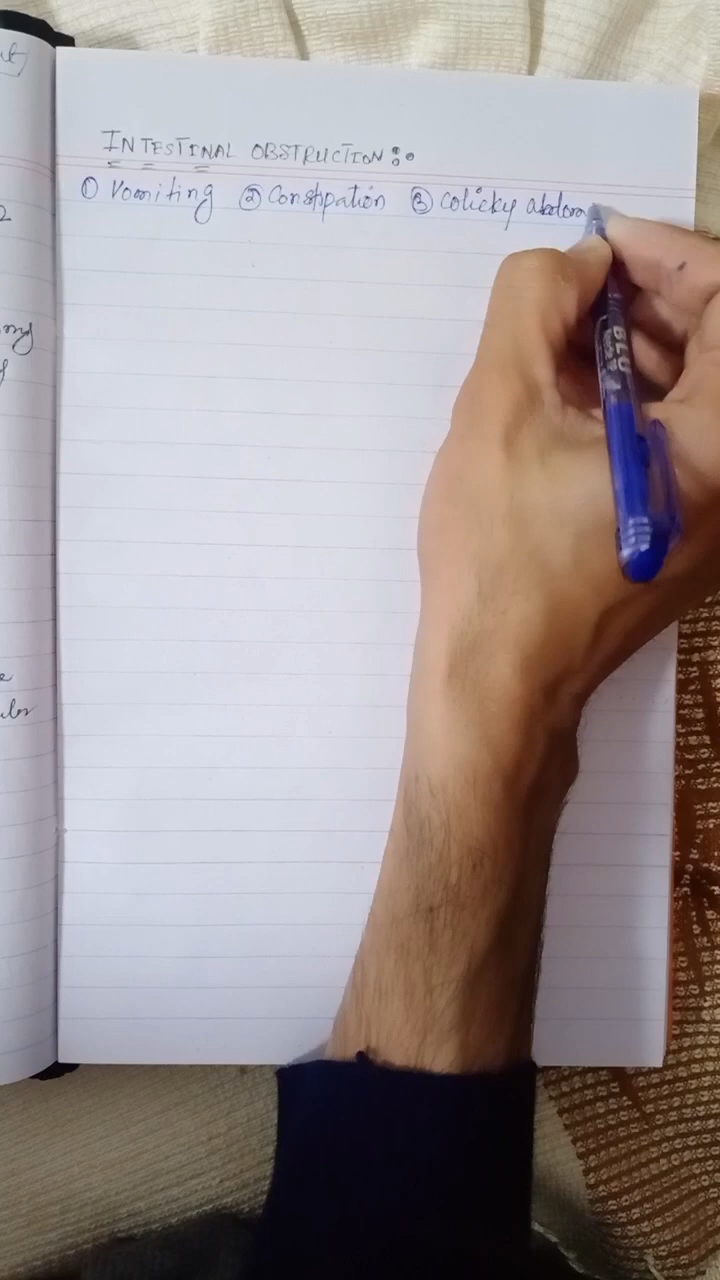 INTESTINAL OBSTRUCTION:
① Vomiting ② Constipation ③ Colicky abdom